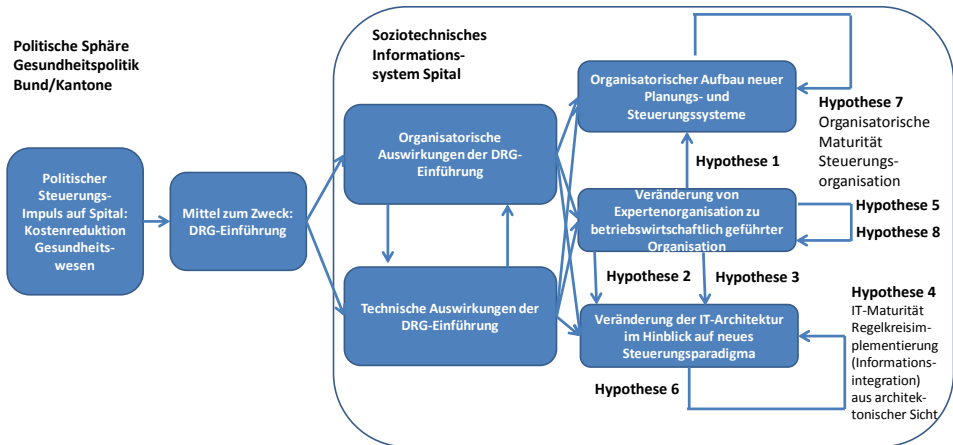 Politische Sphäre
Gesundheitspolitik
Bund/Kantone
Politischer
Steuerungs-
Impuls auf Spital:
Kostenreduktion
Gesundheits-
wesen
Mittel zum Zweck:
DRG-Einführung
Soziotechnisches
Informations-
system Spital
Organisatorische
Auswirkungen der DRG-
Einführung
Technische Auswirkungen der
DRG-Einführung
Organisatorischer Aufbau neuer
Planungs- und
Steuerungssysteme
Hypothese 1
Veränderung von
Expertenorganisation zu
betriebswirtschaftlich geführter
Organisation
Hypothese 2
Hypothese 3
Veränderung der IT-Architektur
im Hinblick auf neues
Steuerungsparadigma
Hypothese 6
Hypothese 7
Organisatorische
Maturität
Steuerungs-
organisation
Hypothese 5
Hypothese 8
Hypothese 4
IT-Maturität
Regelkreisim-
plementierung
(Informations-
integration)
aus architek-
tonischer Sicht